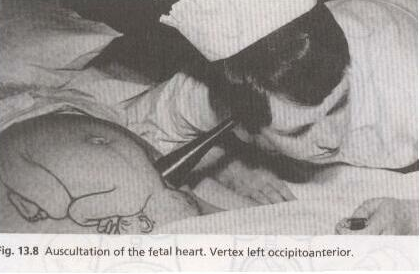 Fig. 13.8 Auscultation of the fetal heart. Vertex left occipitoanterior.